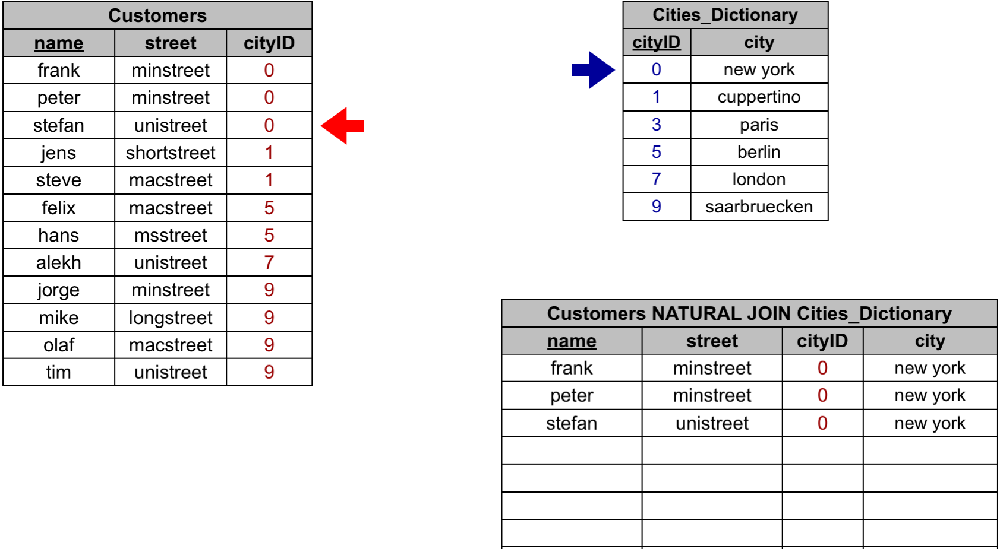 Customers
name street cityID
frank minstreet 0
peter minstreet 0
stefan unistreet 0
jens shortstreet 1
steve macstreet 1
felix macstreet 5
hans msstreet 5
alekh unistreet 7
jorge minstreet 9
mike longstreet 9
olaf macstreet 9
tim unistreet 9
Cities_Dictionary
cityID city
0 new york
1 cuppertino
3 paris
5 berlin
7 london
9 saarbruecken
Customers NATURAL JOIN Cities_Dictionary
name street cityID city
frank minstreet 0 new york
peter minstreet 0 new york
stefan unistreet 0 new york